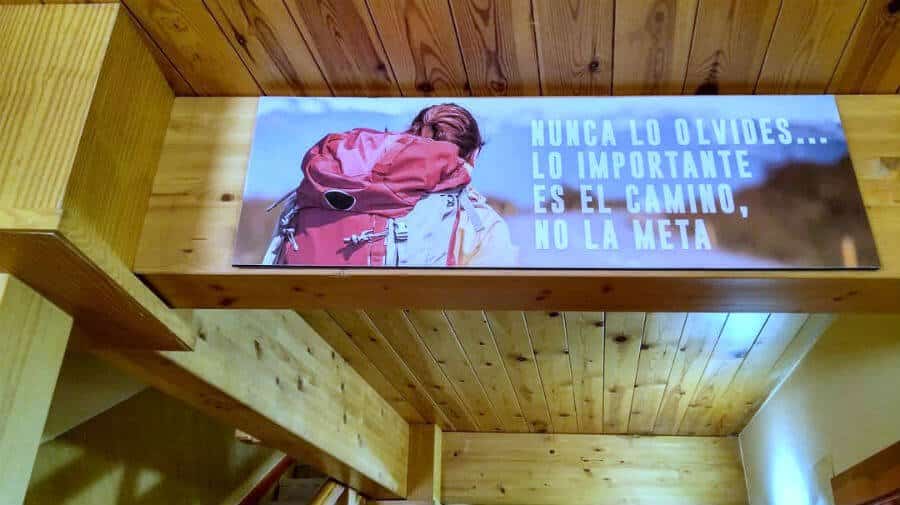 NUNCA LO OLVIDES...
LO IMPORTANTE
ES EL CAMINO,
NO LA META